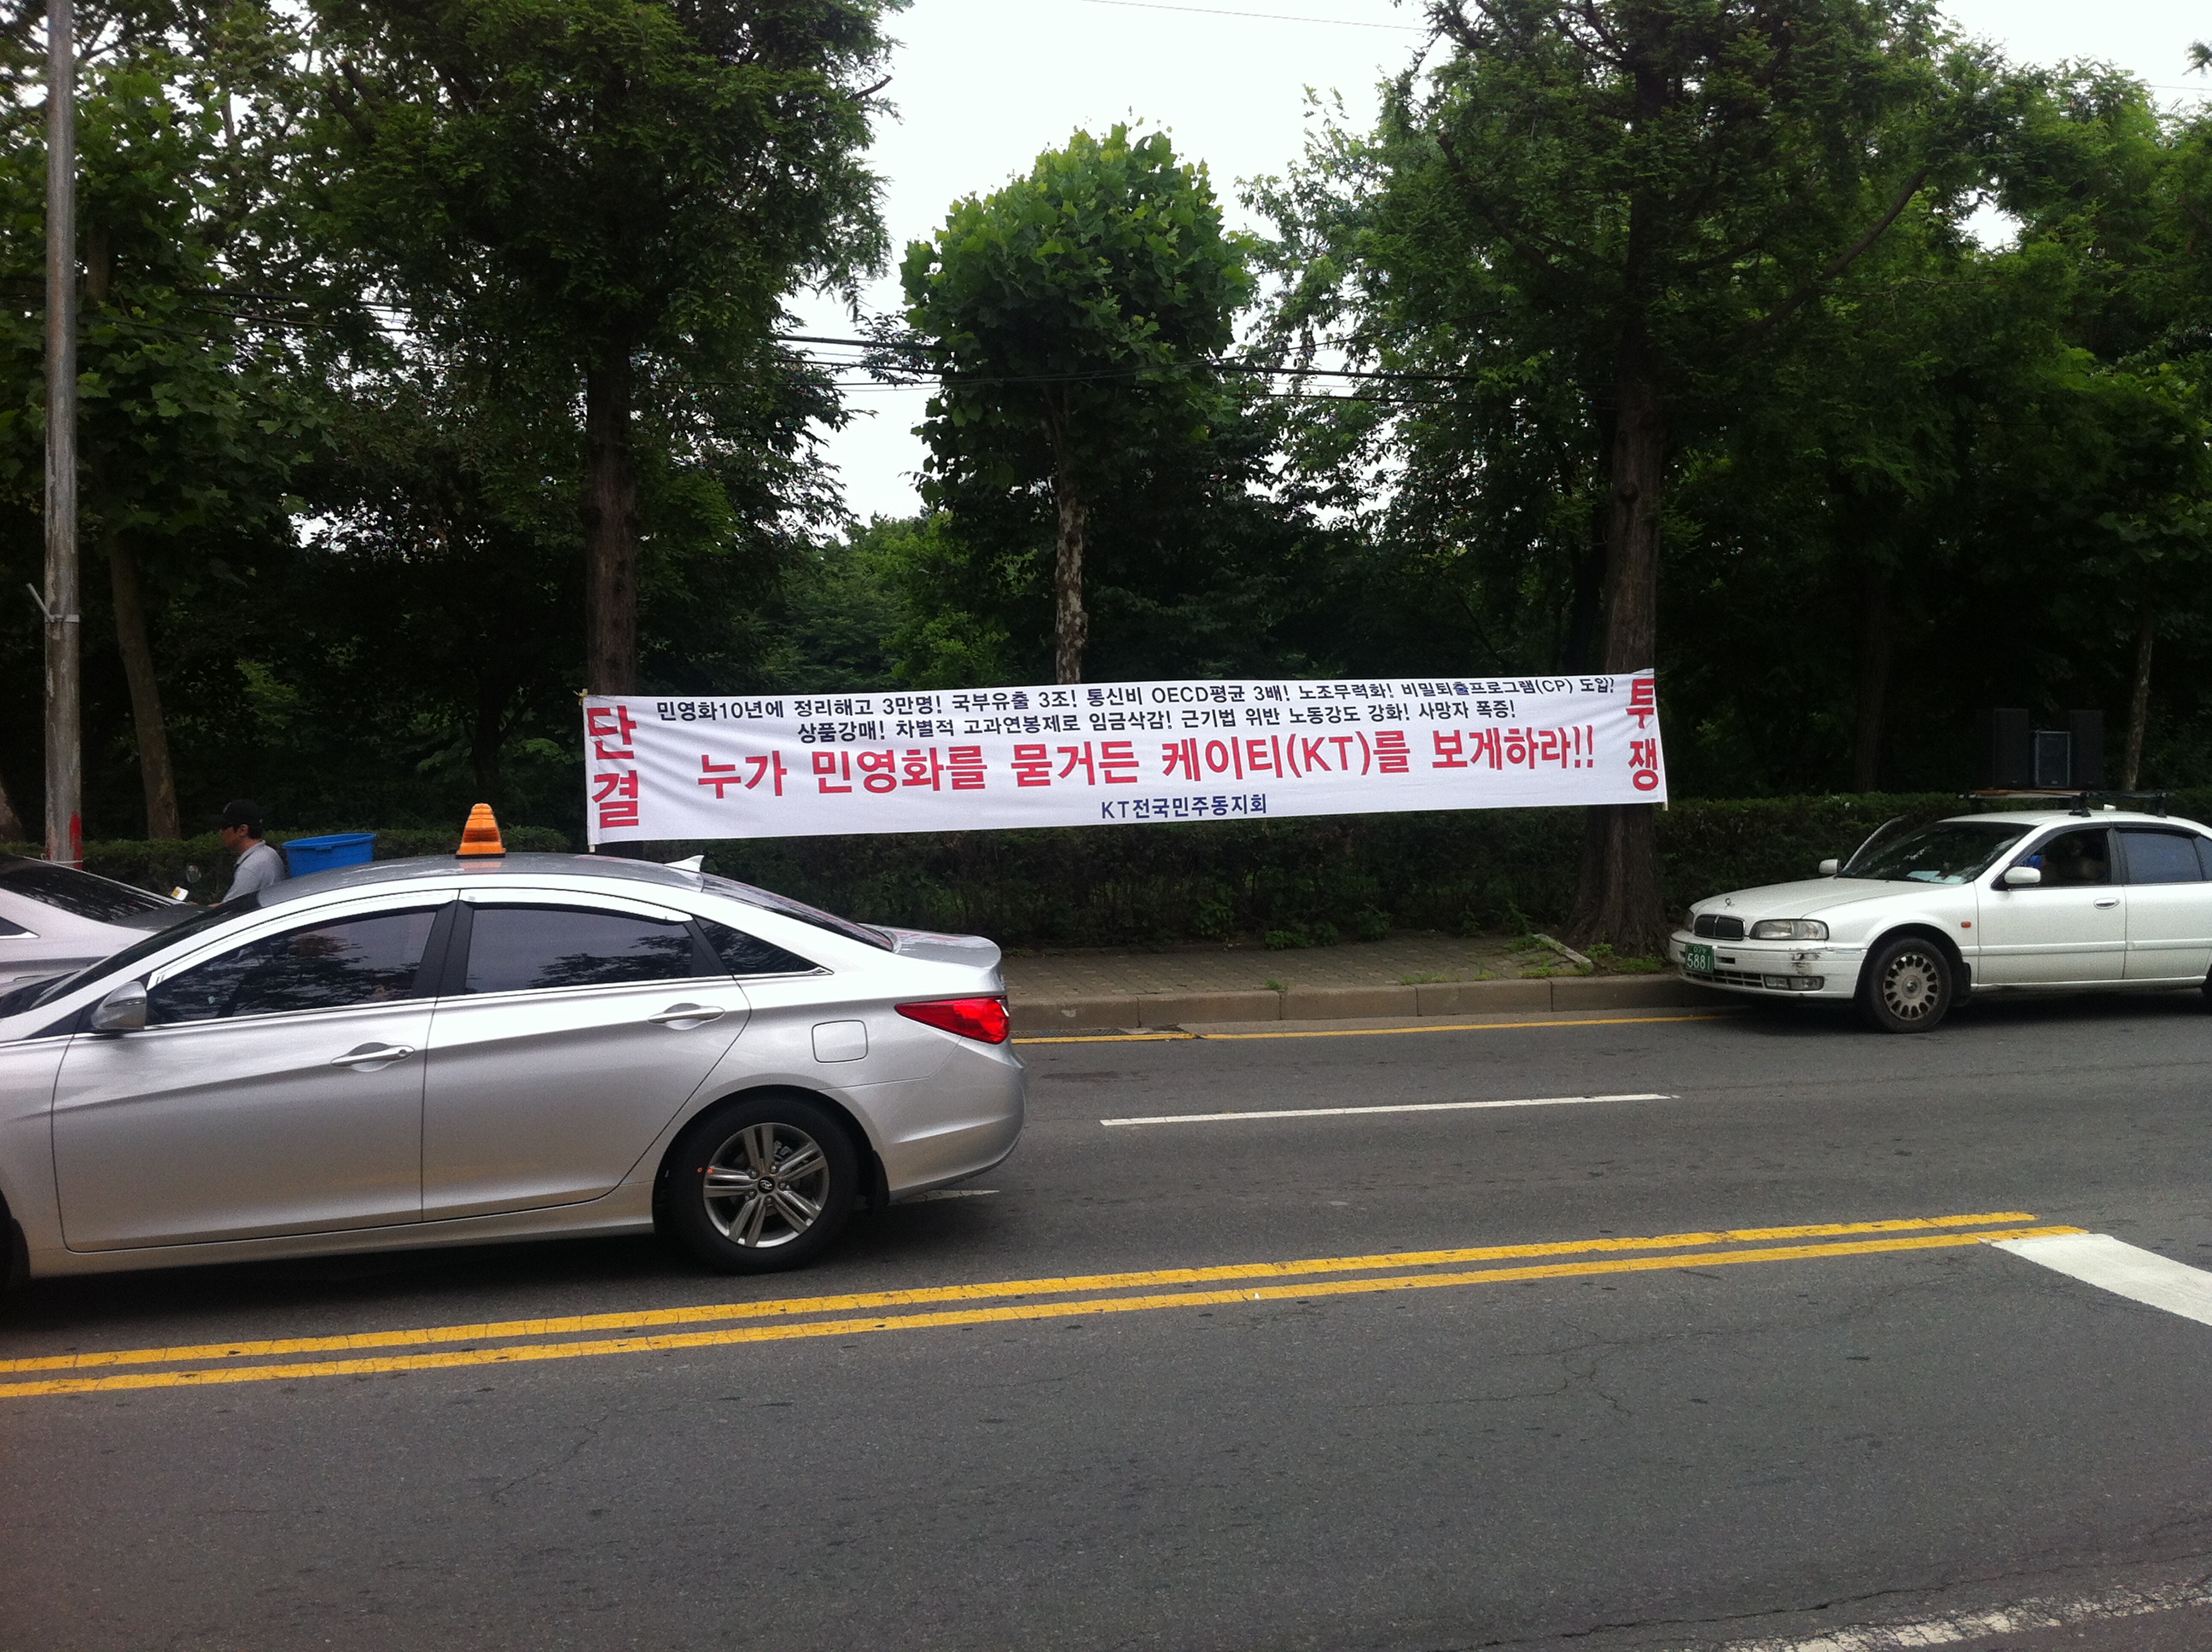 단결
민영화10년에 정리해고 3만명! 국부유출 3조! 통신비 OECD평균 3배! 노조무력화! 비밀퇴출프로그램(CP) 도입!
상품강매! 차별적 고과연봉제로 임금삭감! 근기법 위반 노동강도 강화! 사망자 폭증!
누가 민영화를 묻거든 케이티(KT)를 보게하라!!
KT전국민주동지회
투쟁
5881